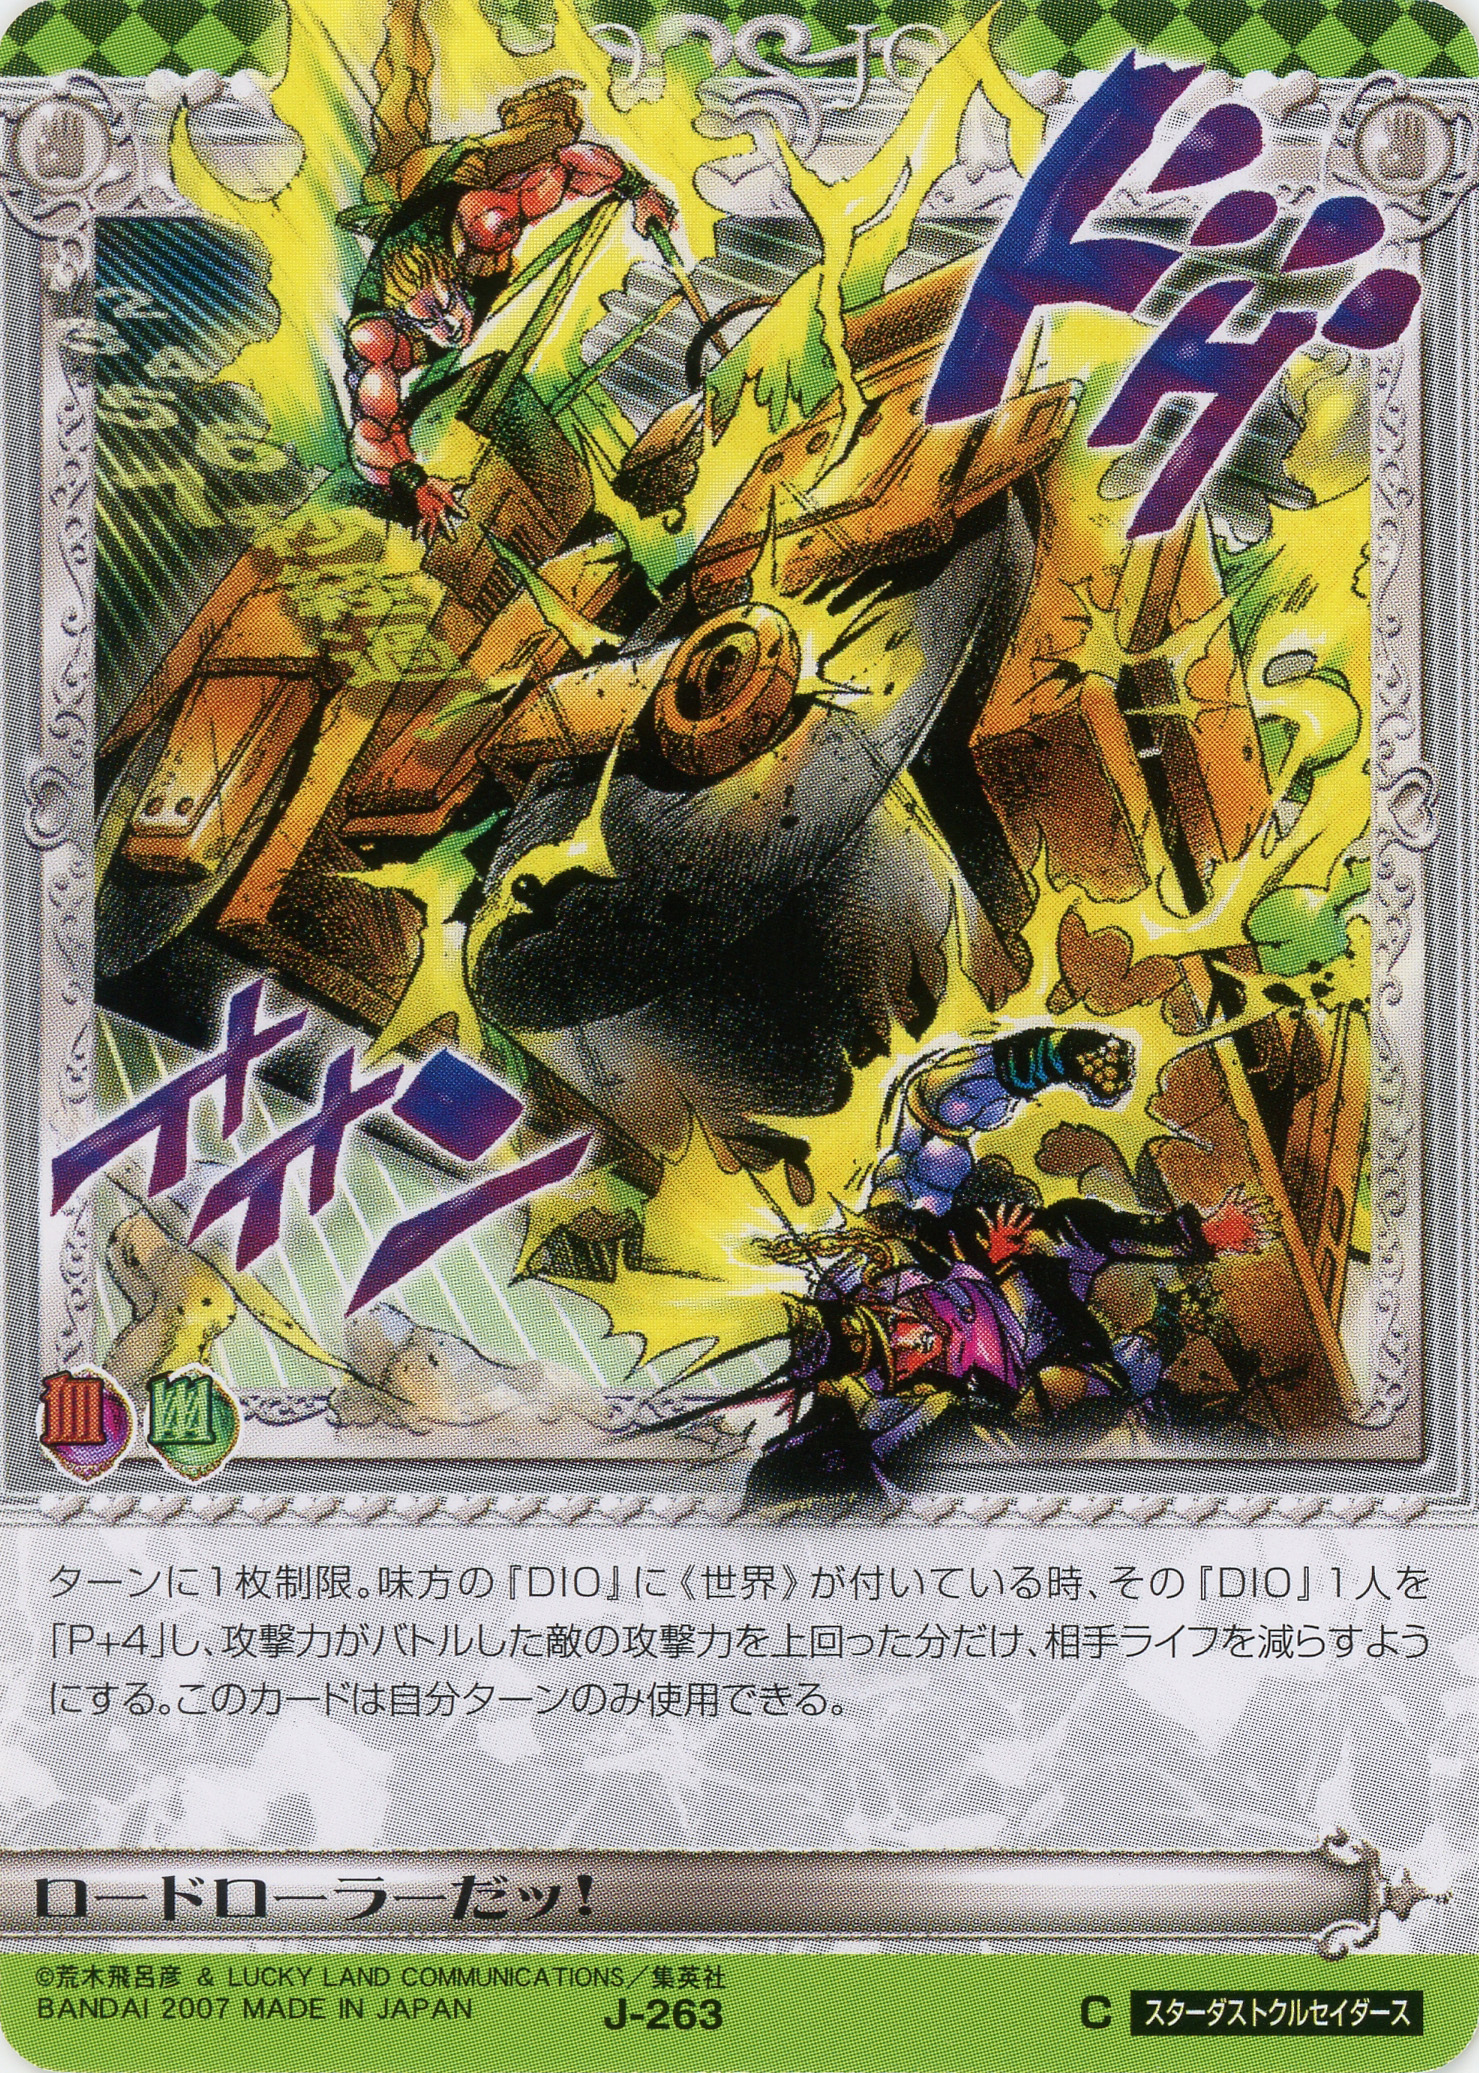 JOJO
ドドド
メメメン
血
ターンに1枚制限。味方の『DIO』に《世界》が付いている時、その『DIO』1人を
「P+4」し、攻撃力がバトルした敵の攻撃力を上回った分だけ、相手ライフを減らすよう
にする。このカードは自分ターンのみ使用できる。
ロードローラーだッ!
©荒木飛呂彦 & LUCKY LAND COMMUNICATIONS/集英社
BANDAI 2007 MADE IN JAPAN
J-263
C
スターダストクルセイダース